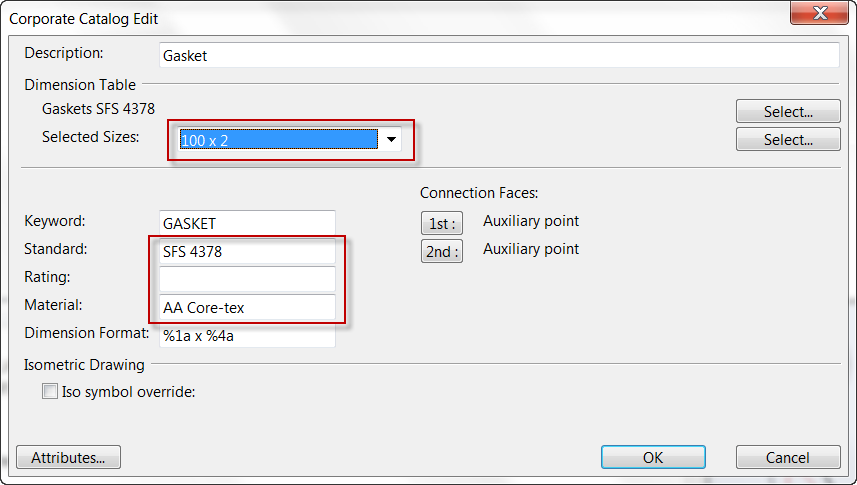 Corporate Catalog Edit
Description: Gasket
Dimension Table
Gaskets SFS 4378 Select...
Selected Sizes: 100 x 2 Select...
Connection Faces:
Keyword: GASKET 1st : Auxiliary point
Standard: SFS 4378 2nd : Auxiliary point
Rating:
Material: AA Core-tex
Dimension Format: %1a x %4a
Isometric Drawing
Iso symbol override:
Attributes... OK Cancel